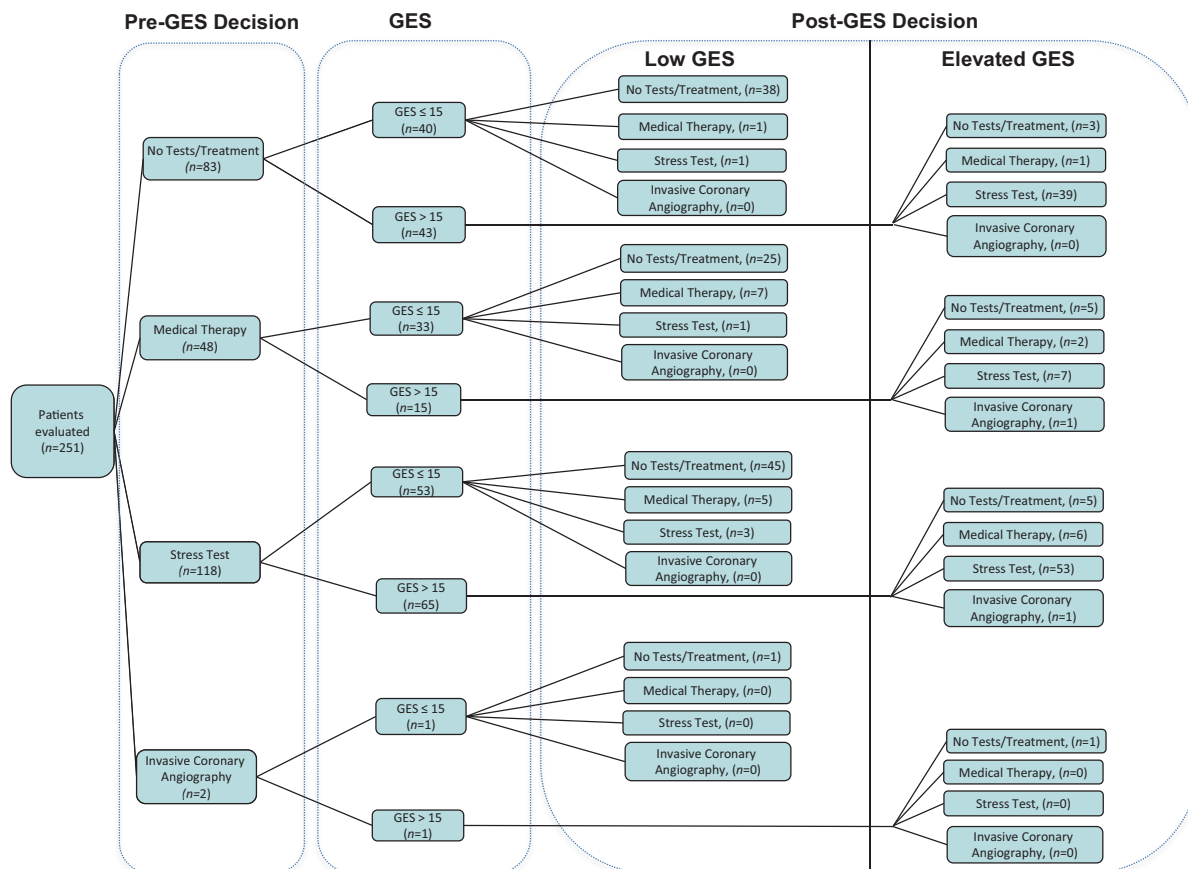 Pre-GES Decision
GES
Post-GES Decision
Low GES
Elevated GES
Patients
evaluated
(n=251)
No Tests/Treatment
(n=83)
GES ≤ 15
(n=40)
No Tests/Treatment, (n=38)
Medical Therapy, (n=1)
Stress Test, (n=1)
Invasive Coronary
Angiography, (n=0)
GES > 15
(n=43)
No Tests/Treatment, (n=3)
Medical Therapy, (n=1)
Stress Test, (n=39)
Invasive Coronary
Angiography, (n=0)
Medical Therapy
(n=48)
GES ≤ 15
(n=33)
No Tests/Treatment, (n=25)
Medical Therapy, (n=7)
Stress Test, (n=1)
Invasive Coronary
Angiography, (n=0)
GES > 15
(n=15)
No Tests/Treatment, (n=5)
Medical Therapy, (n=2)
Stress Test, (n=7)
Invasive Coronary
Angiography, (n=1)
Stress Test
(n=118)
GES ≤ 15
(n=53)
No Tests/Treatment, (n=45)
Medical Therapy, (n=5)
Stress Test, (n=3)
Invasive Coronary
Angiography, (n=0)
GES > 15
(n=65)
No Tests/Treatment, (n=5)
Medical Therapy, (n=6)
Stress Test, (n=53)
Invasive Coronary
Angiography, (n=1)
Invasive Coronary
Angiography
(n=2)
GES ≤ 15
(n=1)
No Tests/Treatment, (n=1)
Medical Therapy, (n=0)
Stress Test, (n=0)
Invasive Coronary
Angiography, (n=0)
GES > 15
(n=1)
No Tests/Treatment, (n=1)
Medical Therapy, (n=0)
Stress Test, (n=0)
Invasive Coronary
Angiography, (n=0)